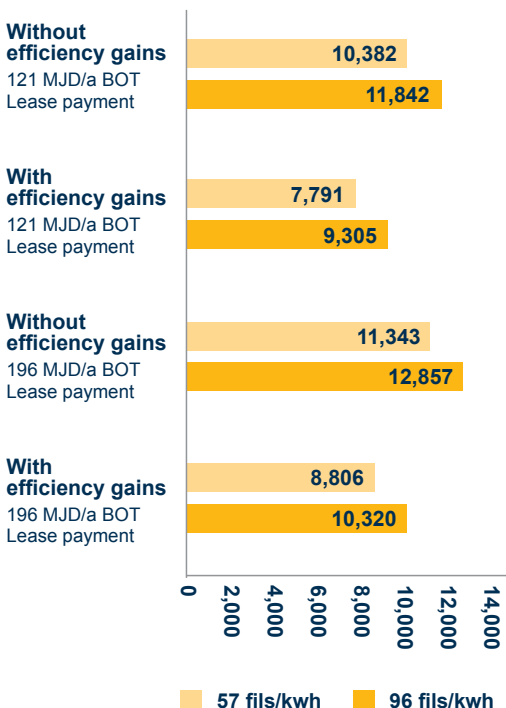 Without
efficiency gains
121 MJD/a BOT
Lease payment
10,382
11,842
With
efficiency gains
121 MJD/a BOT
Lease payment
7,791
9,305
Without
efficiency gains
196 MJD/a BOT
Lease payment
11,343
12,857
With
efficiency gains
196 MJD/a BOT
Lease payment
8,806
10,320
0
2,000
4,000
6,000
8,000
10,000
12,000
14,000
57 fils/kwh
96 fils/kwh